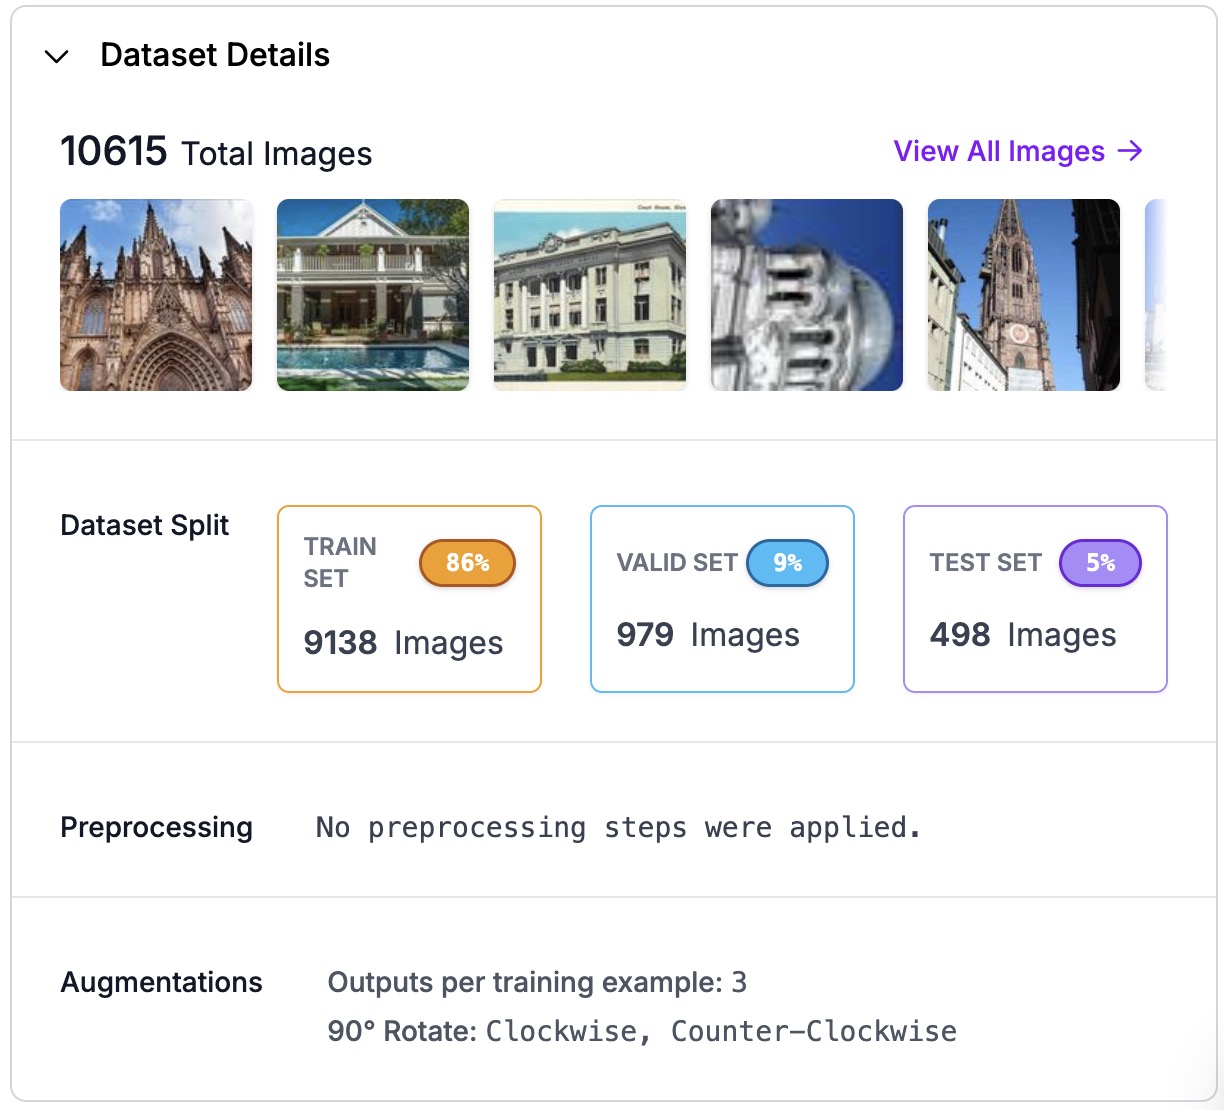 Dataset Details
10615 Total Images
View All Images →
Dataset Split
TRAIN SET
86%
9138 Images
VALID SET
9%
979 Images
TEST SET
5%
498 Images
Preprocessing
No preprocessing steps were applied.
Augmentations
Outputs per training example: 3
90° Rotate: Clockwise, Counter-Clockwise